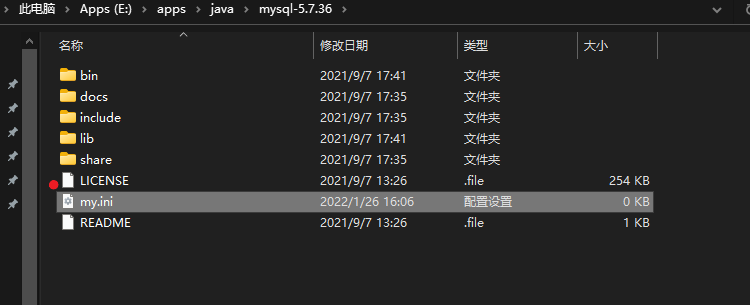 此电脑 > Apps (E:) > apps > java > mysql-5.7.36 >
名称 修改日期 类型 大小
bin 2021/9/7 17:41 文件夹
docs 2021/9/7 17:35 文件夹
include 2021/9/7 17:35 文件夹
lib 2021/9/7 17:41 文件夹
share 2021/9/7 17:35 文件夹
LICENSE 2021/9/7 13:26 .file 254 KB
my.ini 2022/1/26 16:06 配置设置 0 KB
README 2021/9/7 13:26 .file 1 KB